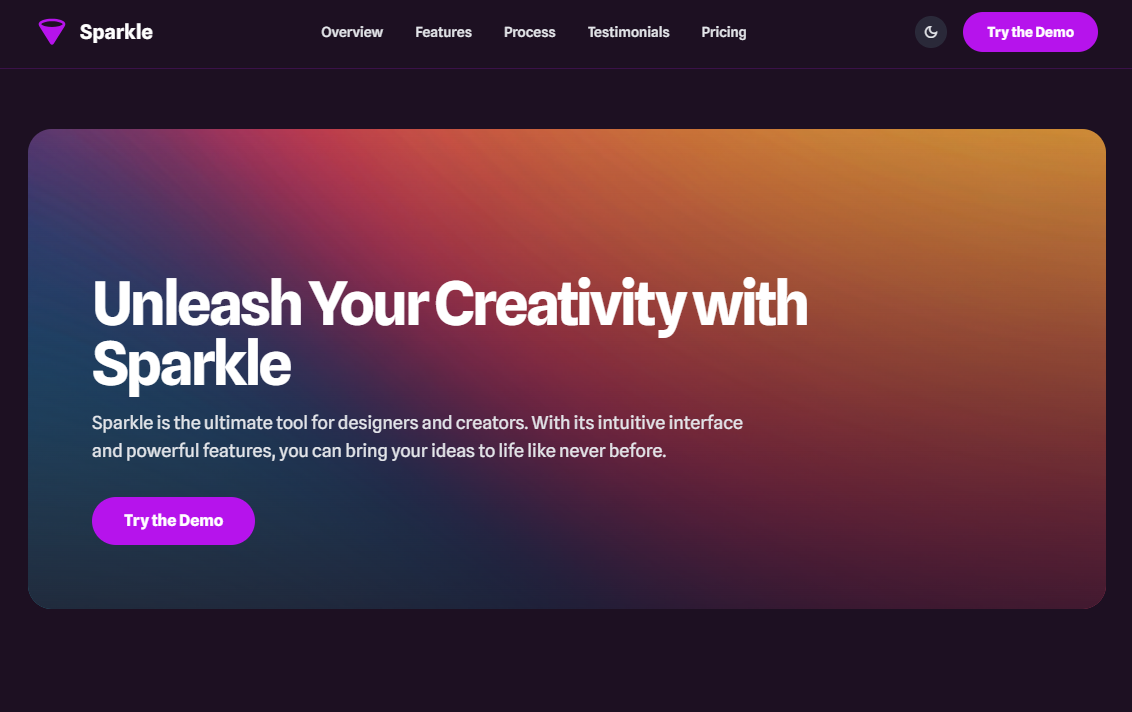 Sparkle
Overview
Features
Process
Testimonials
Pricing
Try the Demo
Unleash Your Creativity with
Sparkle
Sparkle is the ultimate tool for designers and creators. With its intuitive interface
and powerful features, you can bring your ideas to life like never before.
Try the Demo